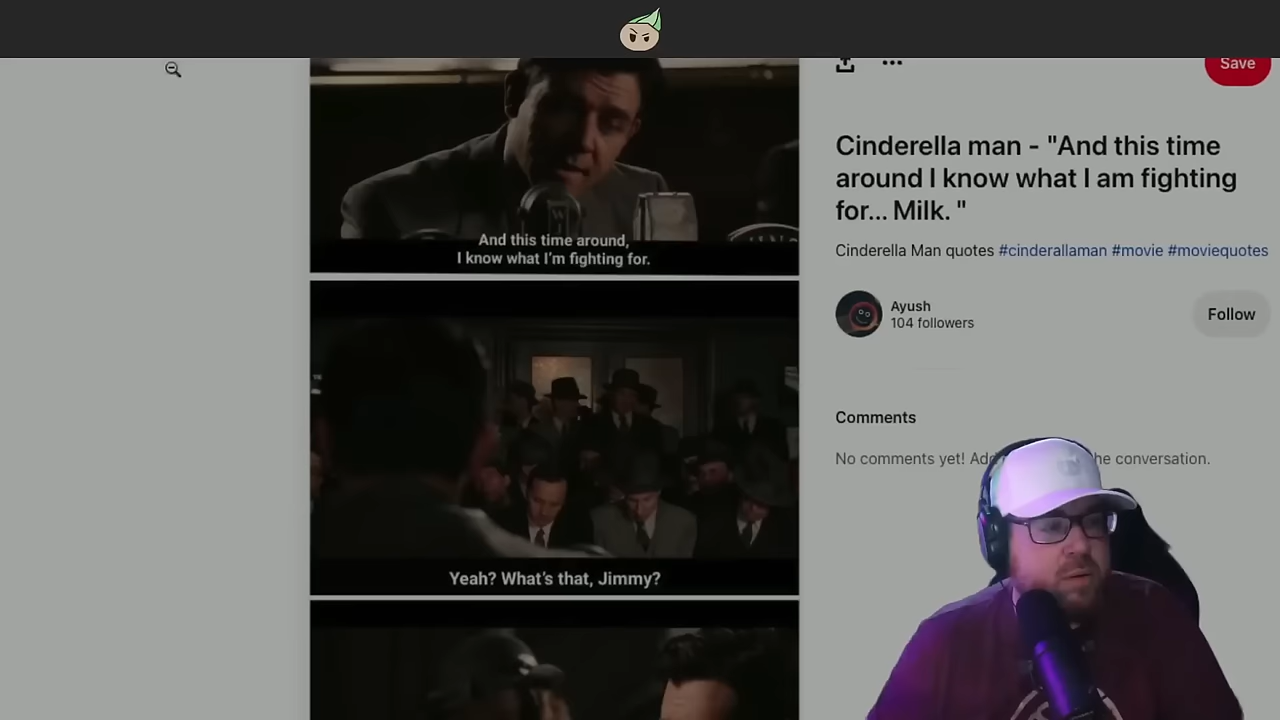 Save
Cinderella man - "And this time
around I know what I am fighting
for... Milk. "
Cinderella Man quotes #cinderallaman #movie #moviequotes
Ayush
104 followers
Follow
Comments
No comments yet! Add he conversation.
And this time around,
I know what I'm fighting for.
Yeah? What's that, Jimmy?